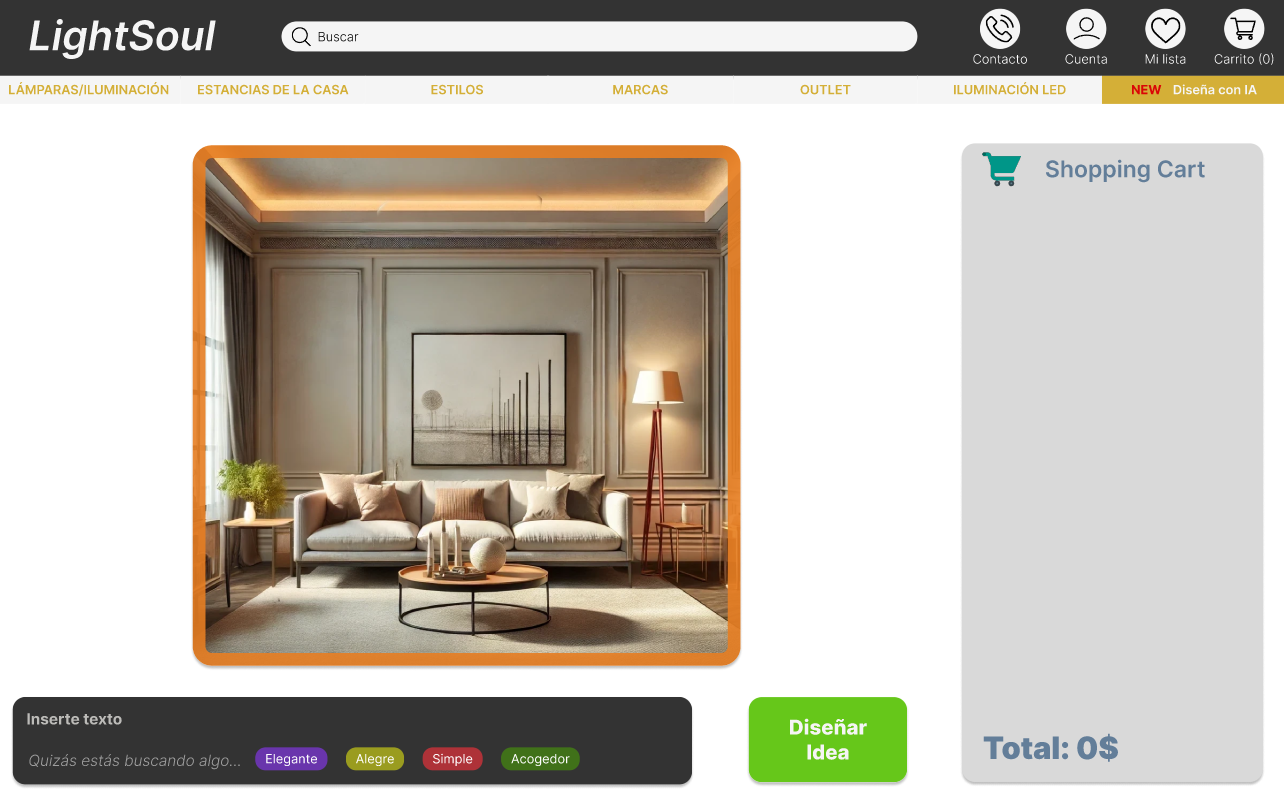 LightSoul
Buscar
Contacto
Cuenta
Mi lista
Carrito (0)
LÁMPARAS/ILUMINACIÓN
ESTANCIAS DE LA CASA
ESTILOS
MARCAS
OUTLET
ILUMINACIÓN LED
NEW Diseña con IA
Shopping Cart
Total: 0$
Inserte texto
Quizás estás buscando algo...
Elegante
Alegre
Simple
Acogedor
Diseñar
Idea